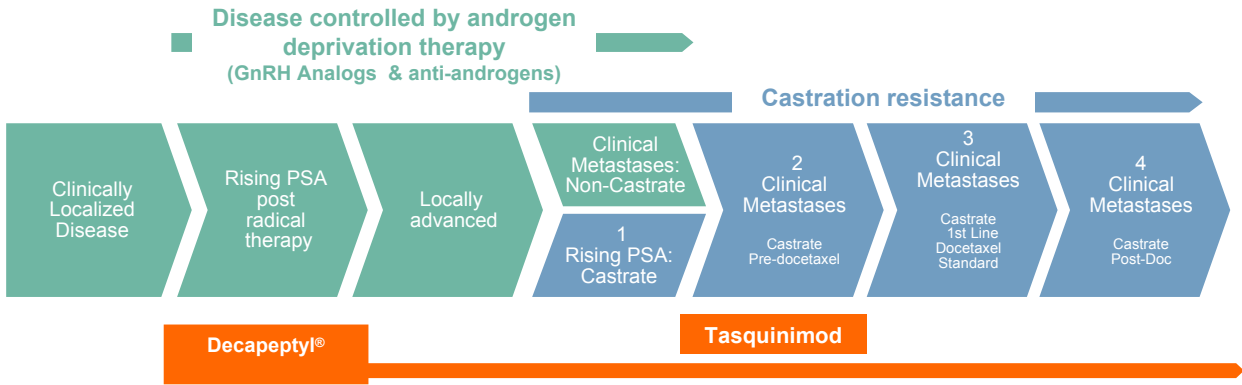 Disease controlled by androgen
deprivation therapy
(GnRH Analogs & anti-androgens)
Castration resistance
Clinically
Localized
Disease
Rising PSA
post
radical
therapy
Locally
advanced
Clinical
Metastases:
Non-Castrate
1
Rising PSA:
Castrate
2
Clinical
Metastases
Castrate
Pre-docetaxel
3
Clinical
Metastases
Castrate
1st Line
Docetaxel
Standard
4
Clinical
Metastases
Castrate
Post-Doc
Decapeptyl®
Tasquinimod